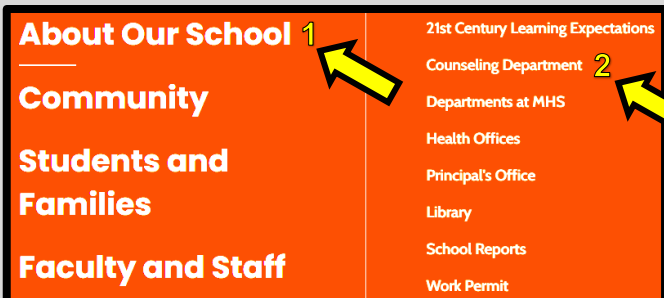 About Our School 1
Community
Students and
Families
Faculty and Staff
21st Century Learning Expectations
Counseling Department 2
Departments at MHS
Health Offices
Principal's Office
Library
School Reports
Work Permit